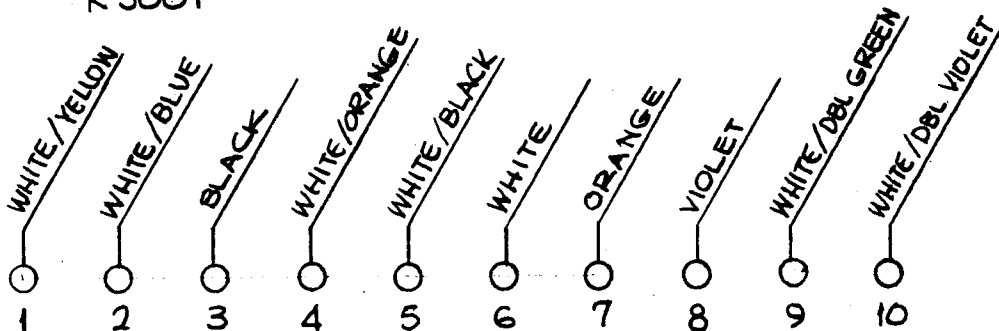 WHITE/YELLOW
WHITE/BLUE
BLACK
WHITE/ORANGE
WHITE/BLACK
WHITE
ORANGE
VIOLET
WHITE/DBL GREEN
WHITE/DBL VIOLET
1 2 3 4 5 6 7 8 9 10